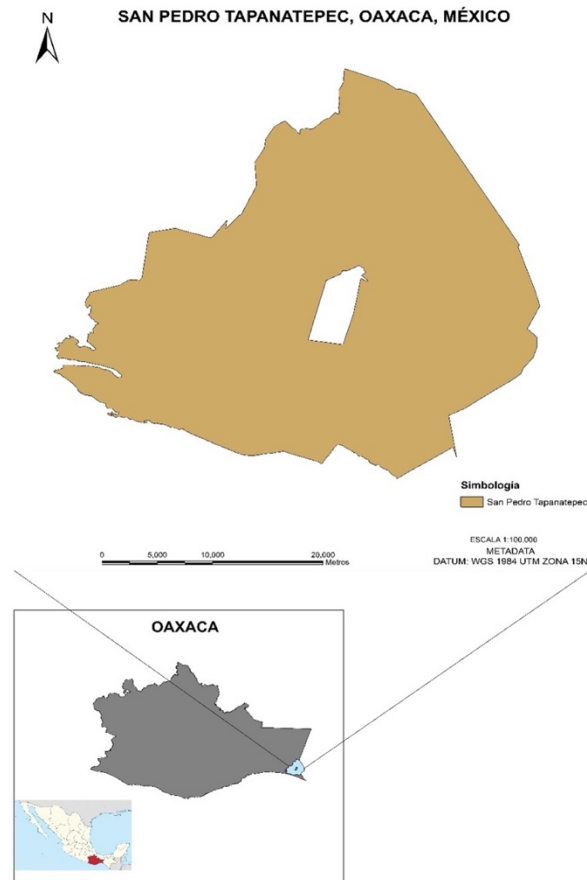 SAN PEDRO TAPANATEPEC, OAXACA, MÉXICO
N
Simbología
San Pedro Tapanatepec
ESCALA 1:100.000
METADATA
DATUM: WGS 1984 UTM ZONA 15N
0 5,000 10,000 20,000
Metros
OAXACA